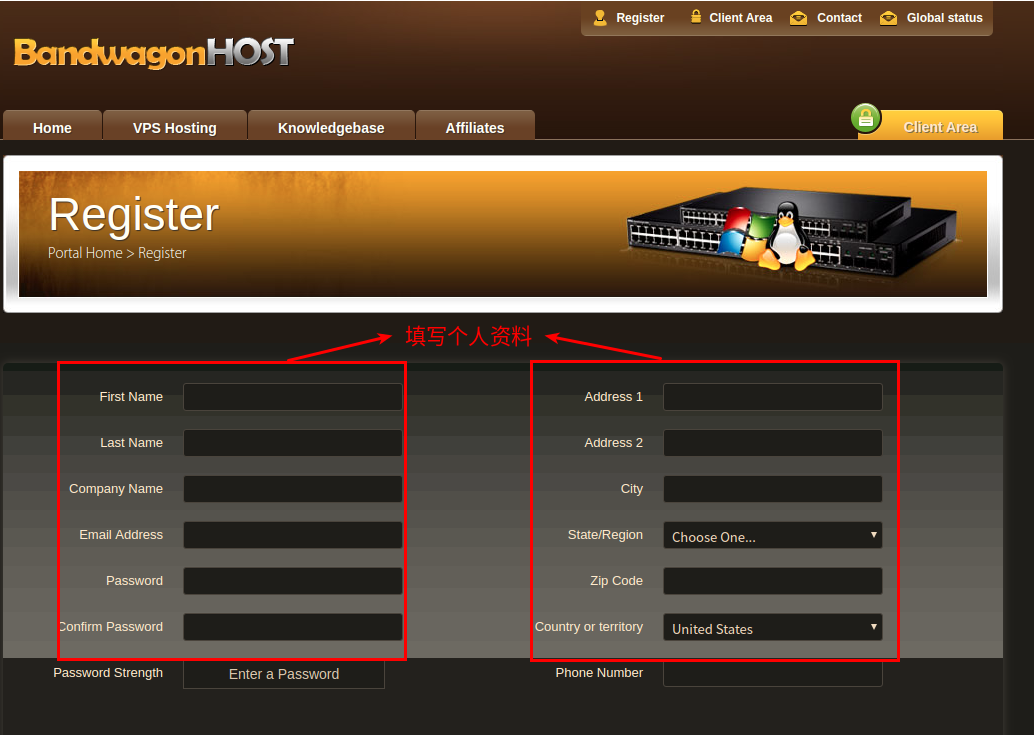 Register Client Area Contact Global status
BandwagonHOST
Home VPS Hosting Knowledgebase Affiliates Client Area
Register
Portal Home > Register
填写个人资料
First Name
Last Name
Company Name
Email Address
Password
Confirm Password
Password Strength Enter a Password
Address 1
Address 2
City
State/Region Choose One...
Zip Code
Country or territory United States
Phone Number